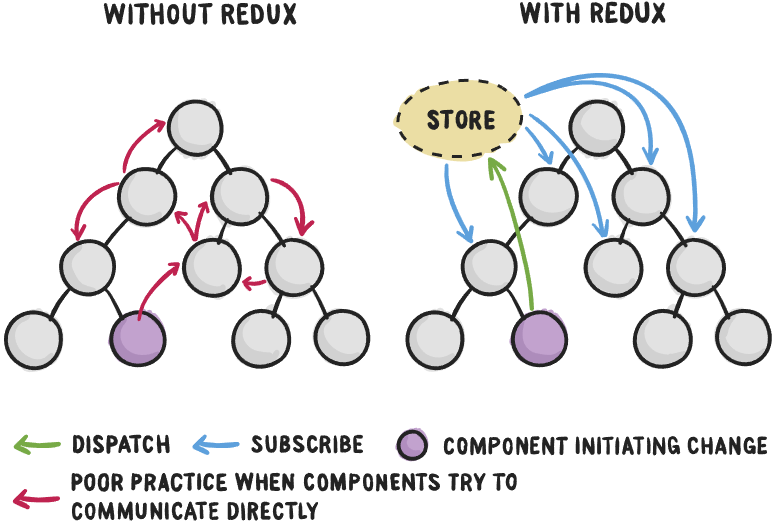 WITHOUT REDUX
WITH REDUX
STORE
DISPATCH
SUBSCRIBE
COMPONENT INITIATING CHANGE
POOR PRACTICE WHEN COMPONENTS TRY TO
COMMUNICATE DIRECTLY